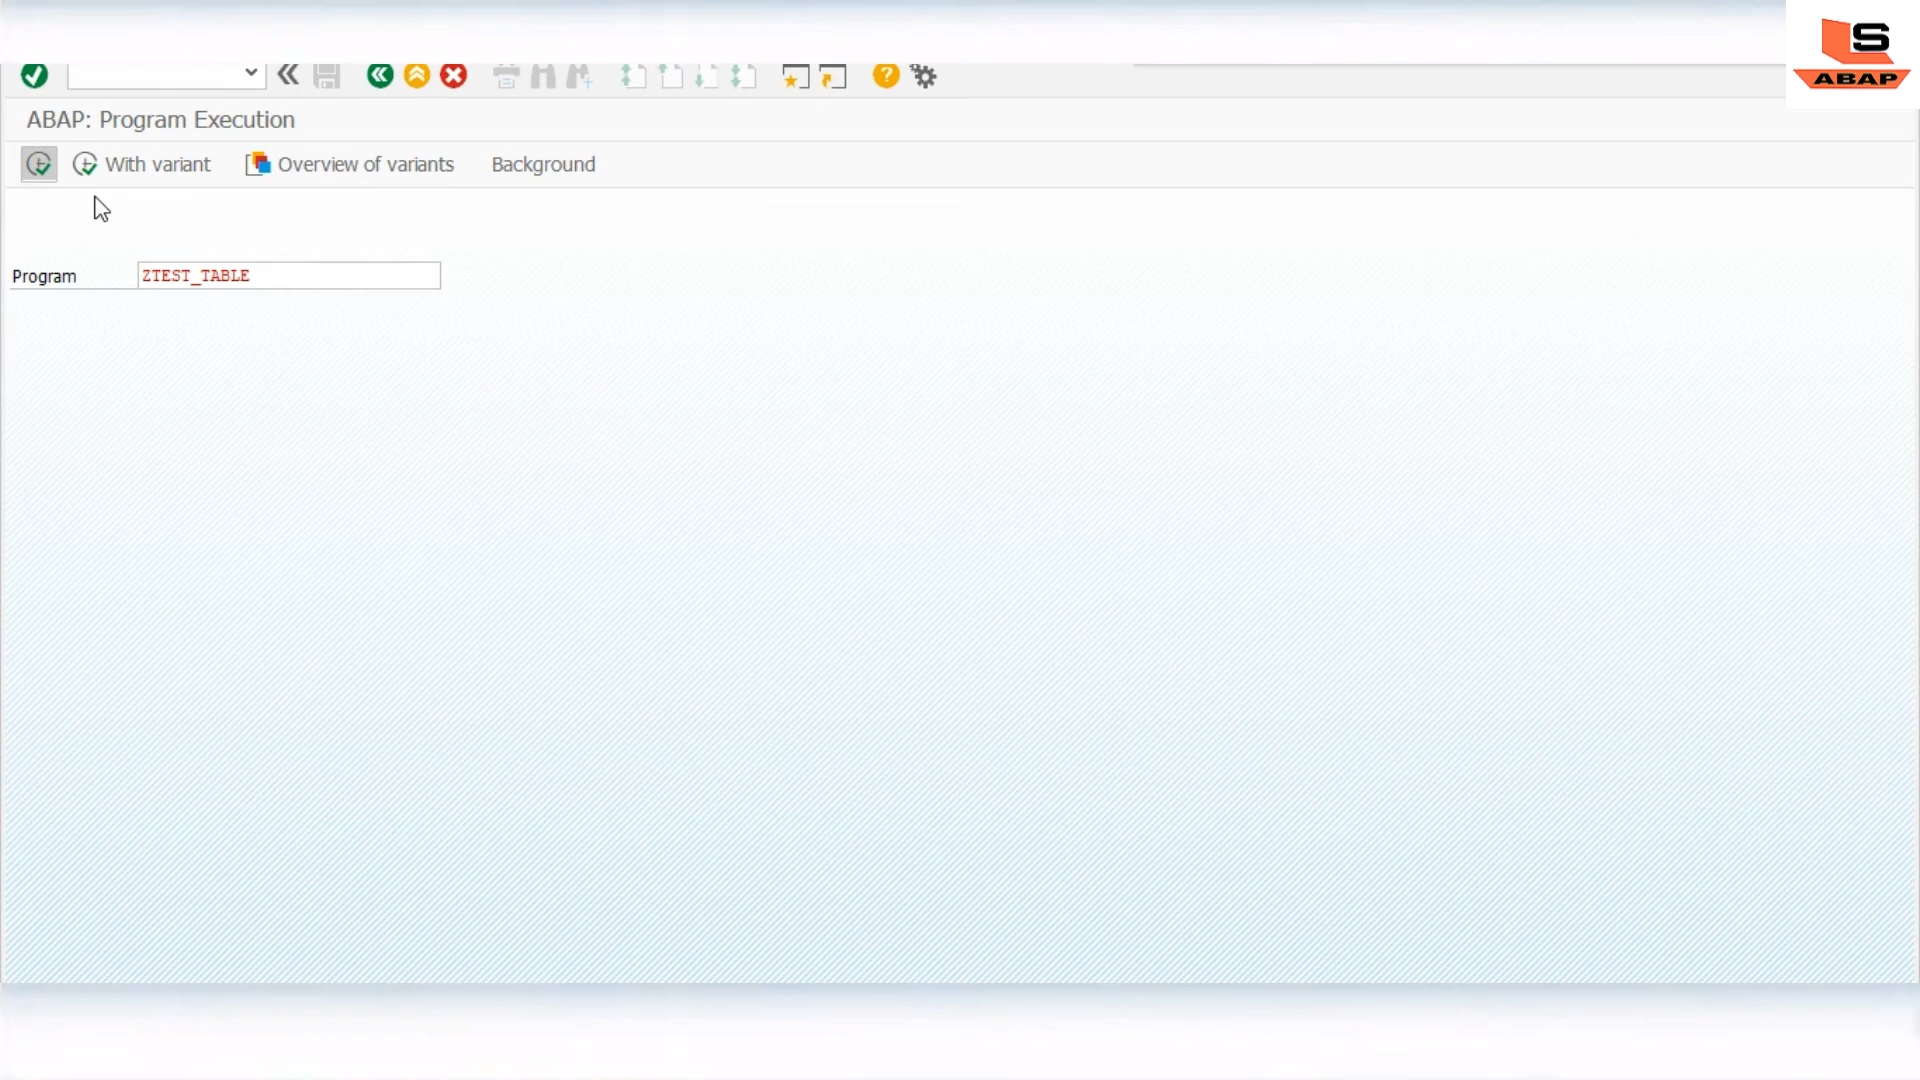 S
ABAP
ABAP: Program Execution
With variant
Overview of variants
Background
Program
ZTEST_TABLE